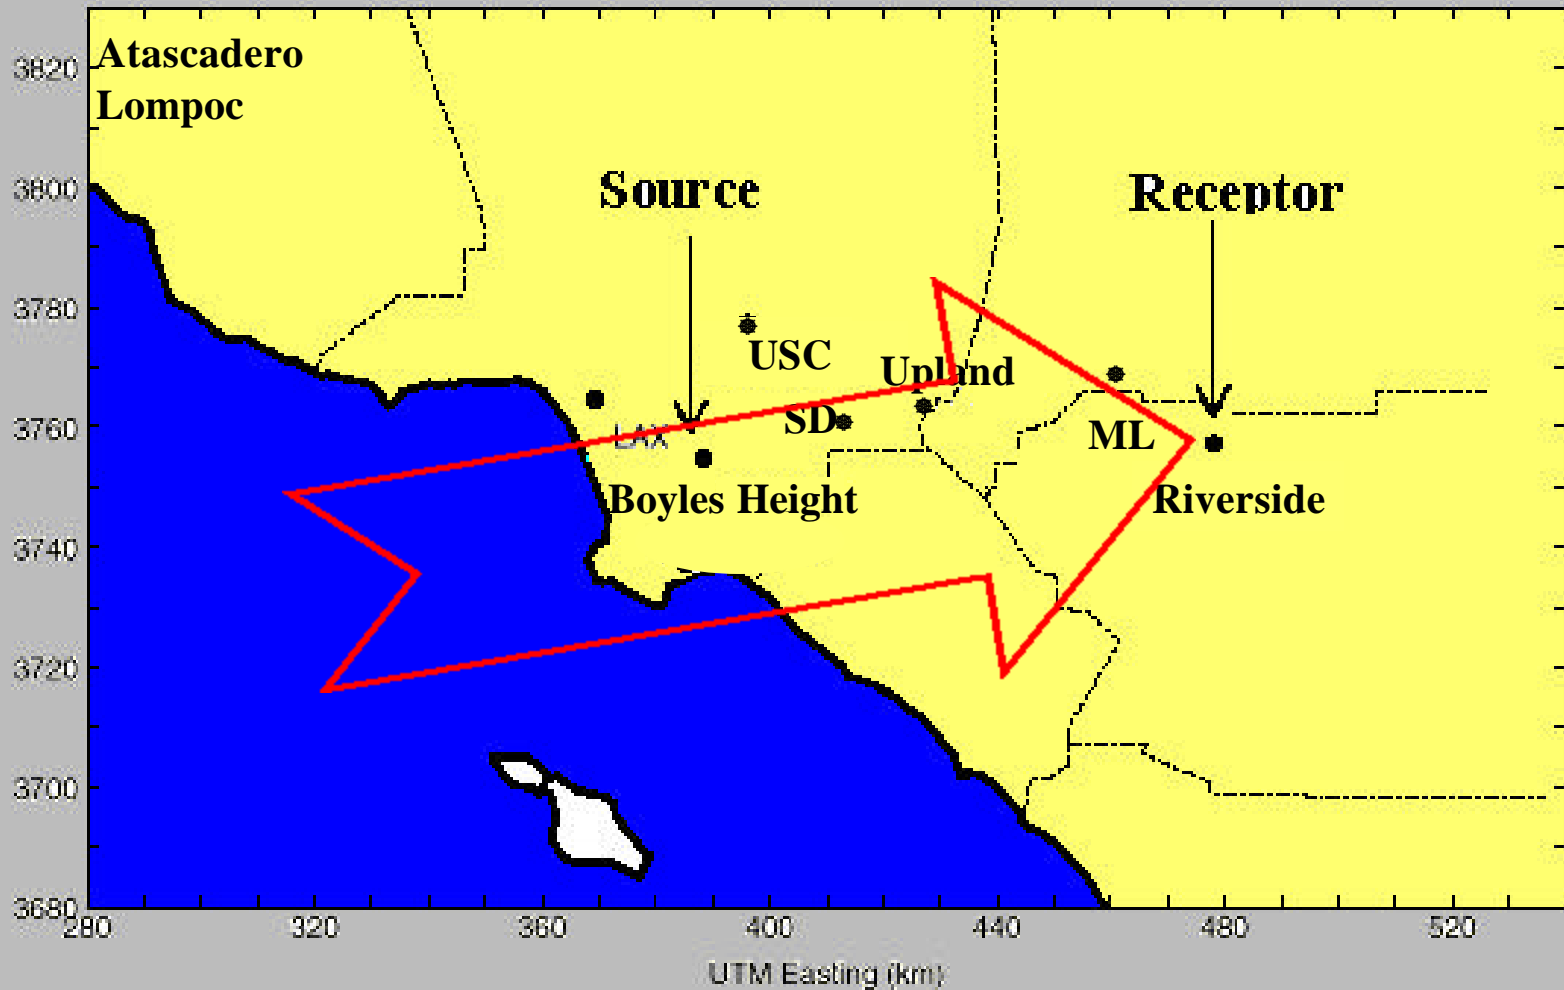 Atascadero
Lompoc
Source
Receptor
USC
Upland
SD
LAX
ML
Boyles Height
Riverside
3820
3800
3780
3760
3740
3720
3700
3680
280
320
360
400
440
480
520
UTM Easting (km)